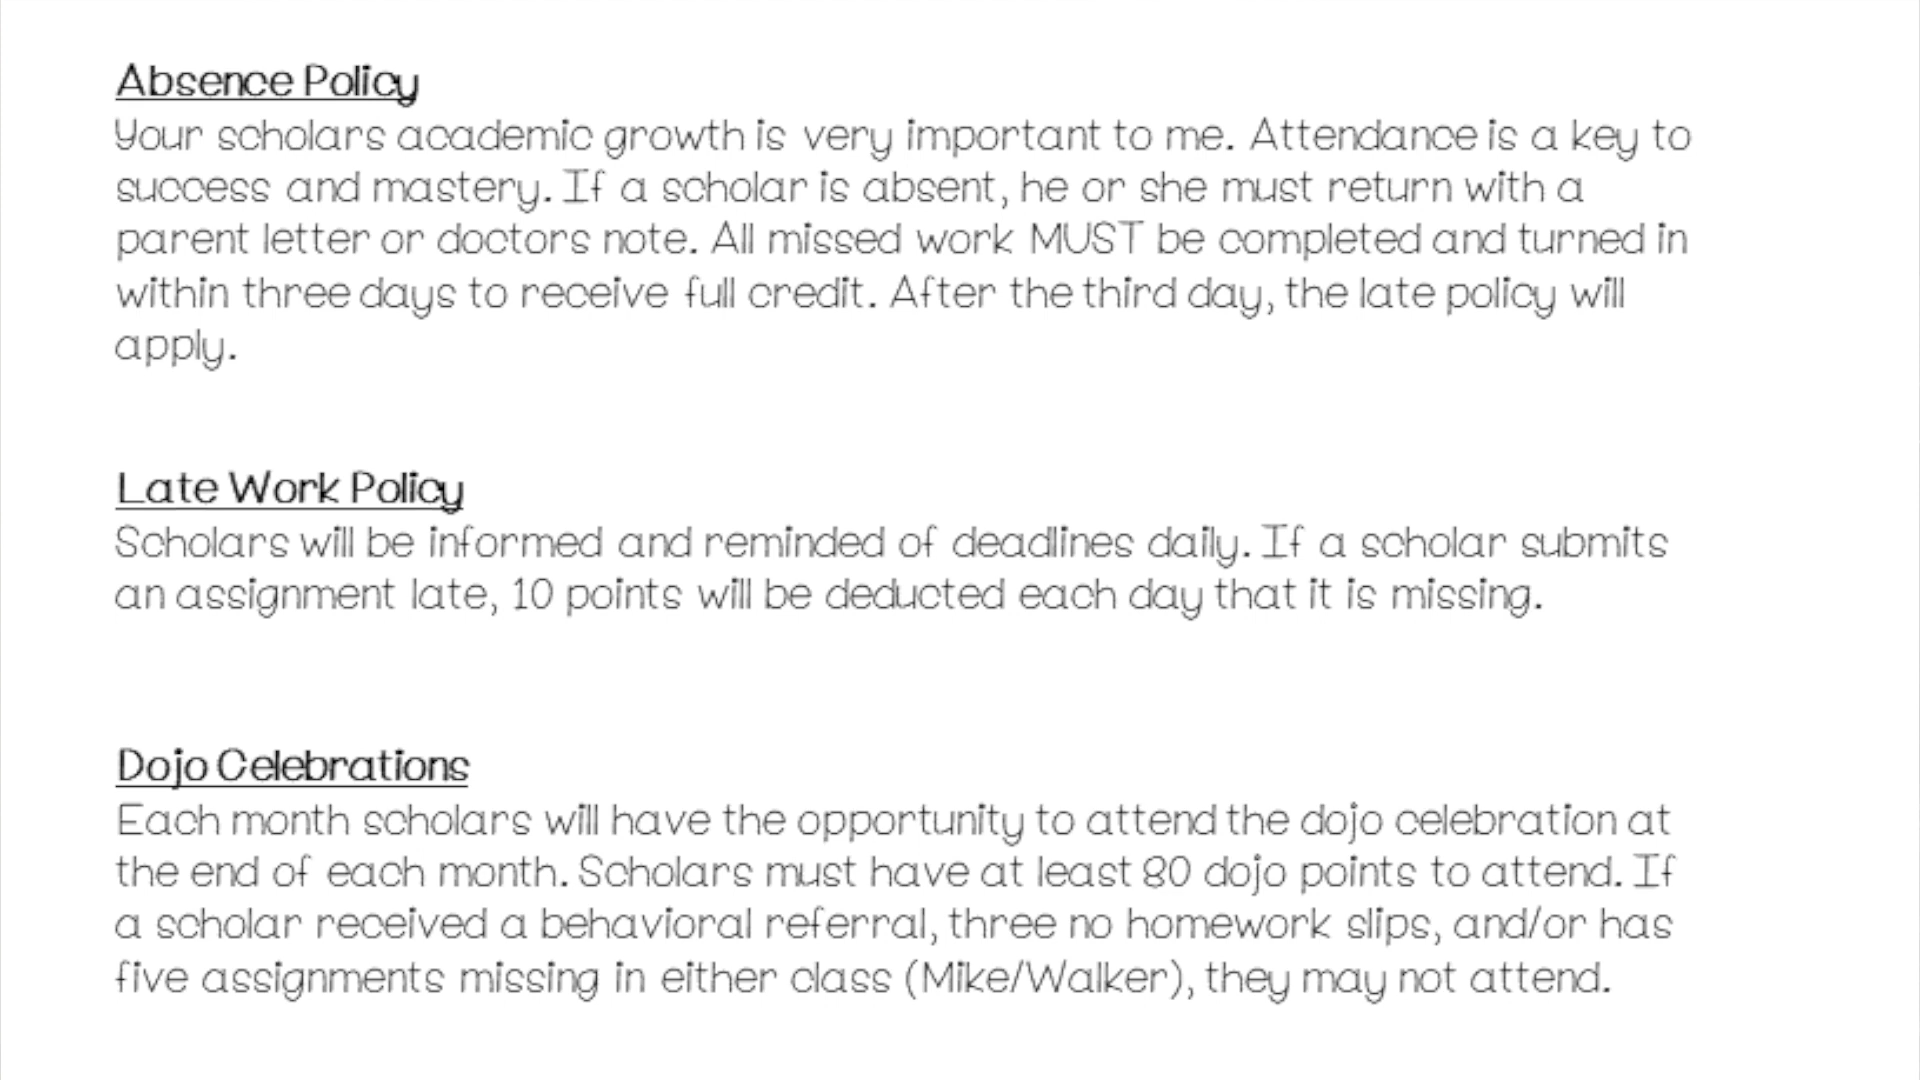 Absence Policy
Your scholars academic growth is very important to me. Attendance is a key to
success and mastery. If a scholar is absent, he or she must return with a
parent letter or doctors note. All missed work MUST be completed and turned in
within three days to receive full credit. After the third day, the late policy will
apply.
Late Work Policy
Scholars will be informed and reminded of deadlines daily. If a scholar submits
an assignment late, 10 points will be deducted each day that it is missing.
Dojo Celebrations
Each month scholars will have the opportunity to attend the dojo celebration at
the end of each month. Scholars must have at least 80 dojo points to attend. If
a scholar received a behavioral referral, three no homework slips, and/or has
five assignments missing in either class (Mike/Walker), they may not attend.